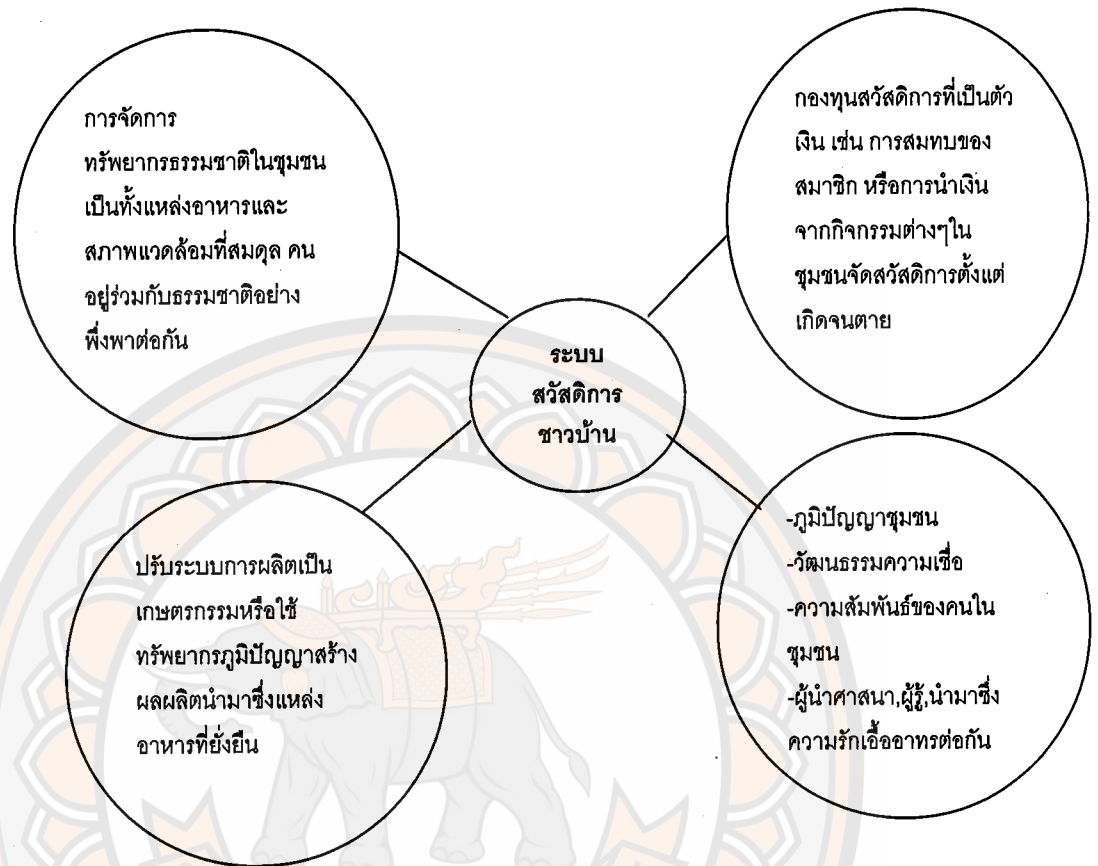 การจัดการ
ทรัพยากรธรรมชาติในชุมชน
เป็นทั้งแหล่งอาหารและ
สภาพแวดล้อมที่สมดุล คน
อยู่ร่วมกับธรรมชาติอย่าง
พึ่งพาต่อกัน
กองทุนสวัสดิการที่เป็นตัว
เงิน เช่น การสมทบของ
สมาชิก หรือการนำเงิน
จากกิจกรรมต่างๆใน
ชุมชนจัดสวัสดิการตั้งแต่
เกิดจนตาย
ระบบ
สวัสดิการ
ชาวบ้าน
ปรับระบบการผลิตเป็น
เกษตรกรรมหรือใช้
ทรัพยากรภูมิปัญญาสร้าง
ผลผลิตนำมาซึ่งแหล่ง
อาหารที่ยั่งยืน
-ภูมิปัญญาชุมชน
-วัฒนธรรมความเชื่อ
-ความสัมพันธ์ของคนใน
ชุมชน
-ผู้นำศาสนา,ผู้รู้,นำมาซึ่ง
ความรักเอื้ออาทรต่อกัน